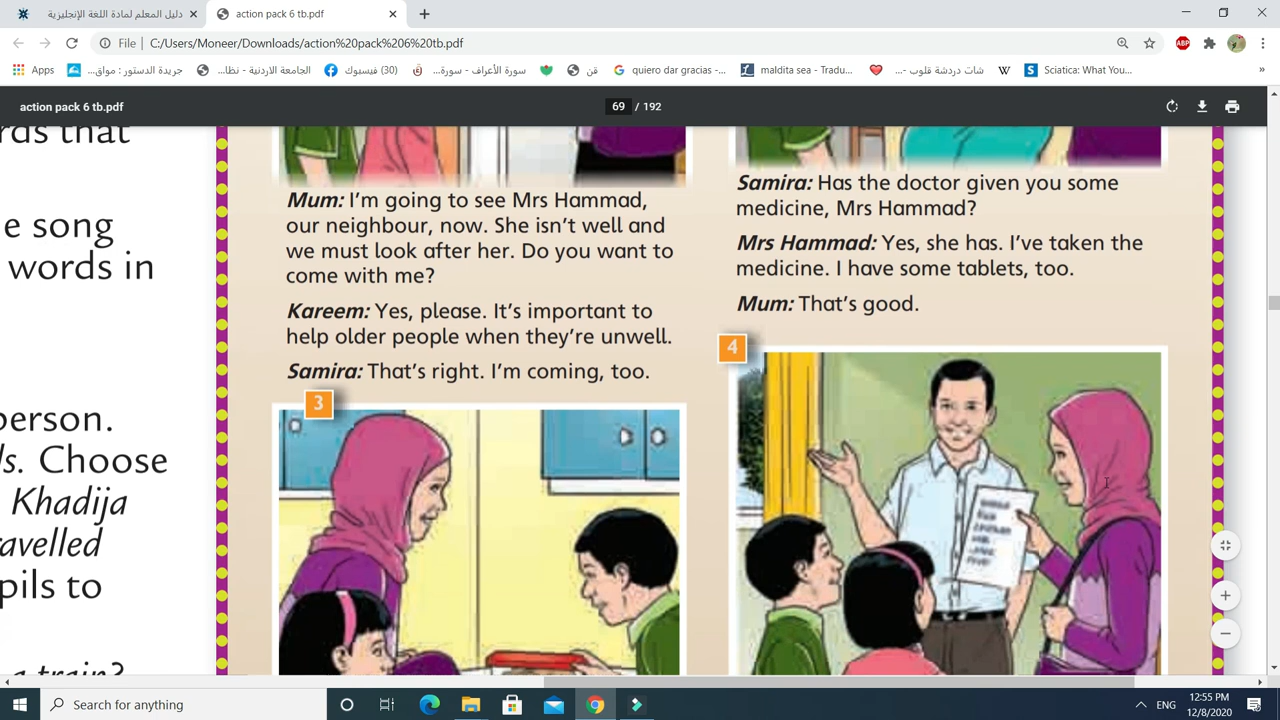 دليل المعلم لمادة اللغة الإنجليزية
action pack 6 tb.pdf
File
C:/Users/Moneer/Downloads/action%20pack%206%20tb.pdf
ABP
Apps
جريدة الدستور : مواق...
الجامعة الاردنية - نظا...
(30) فيسبوك
سورة الأعراف - سورة...
قن
quiero dar gracias -...
maldita sea - Tradu...
شات دردشة قلوب -...
Sciatica: What You...
action pack 6 tb.pdf
69 / 192
rds that
e song
words in
person.
ds. Choose
Khadija
ravelled
pils to
a train?
Mum: I'm going to see Mrs Hammad,
our neighbour, now. She isn't well and
we must look after her. Do you want to
come with me?
Kareem: Yes, please. It's important to
help older people when they're unwell.
Samira: That's right. I'm coming, too.
3
Samira: Has the doctor given you some
medicine, Mrs Hammad?
Mrs Hammad: Yes, she has. I've taken the
medicine. I have some tablets, too.
Mum: That's good.
4
Search for anything
ENG
12:55 PM
12/8/2020